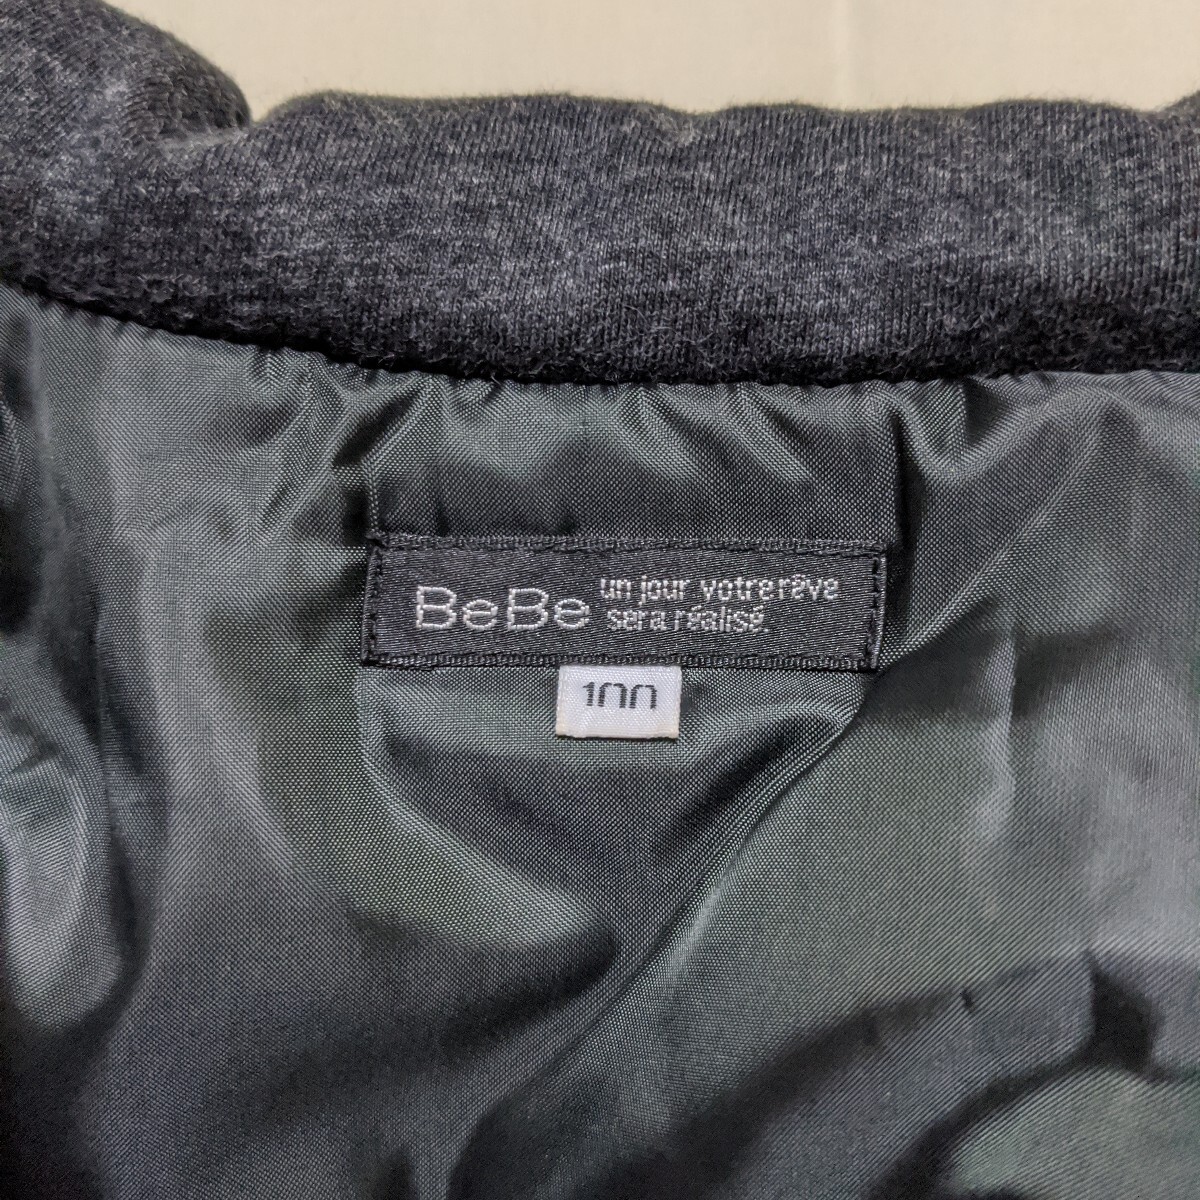 BeBe un jour votre rêve
sera réalisé.
100